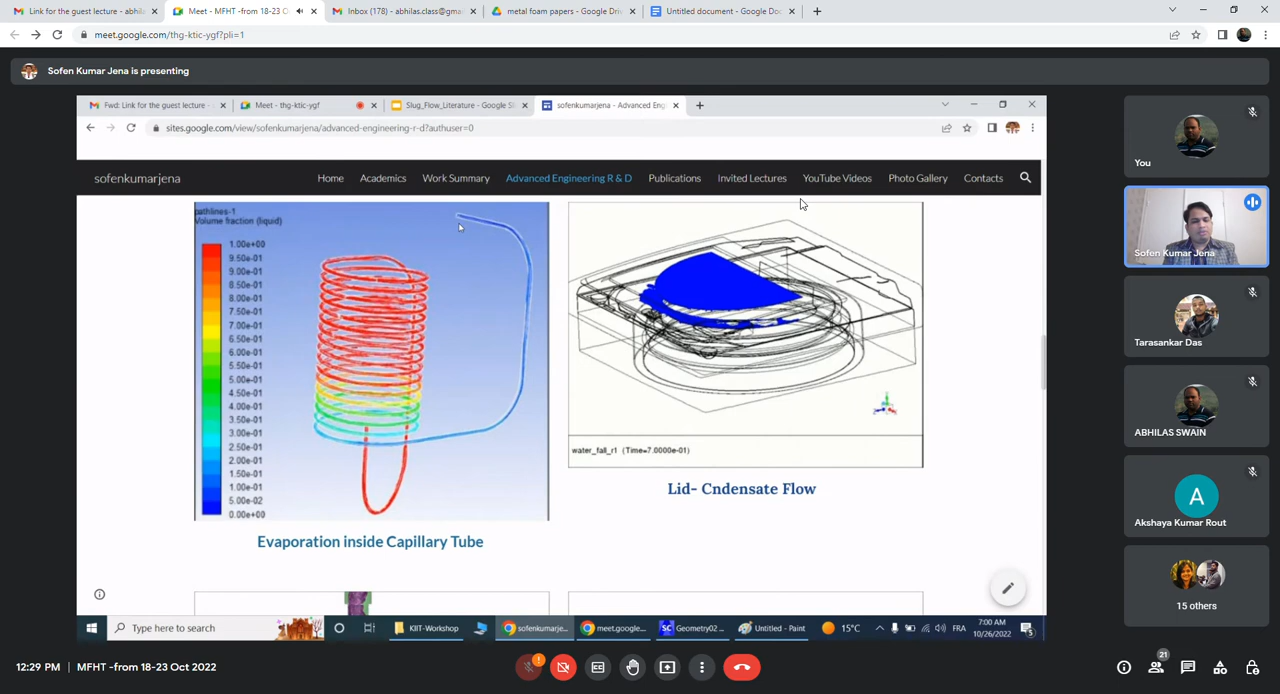 Link for the guest lecture - abhila
Meet - MFHT -from 18-23 O
Inbox (178) - abhilas.class@gma
metal foam papers - Google Driv
Untitled document - Google Doc
meet.google.com/thg-ktic-ygf?pli=1
Sofen Kumar Jena is presenting
Fwd: Link for the guest lecture -
Meet - thg-ktic-ygf
Slug_Flow_Literature - Google Sl
sofenkumarjena - Advanced Eng
sites.google.com/view/sofenkumarjena/advanced-engineering-r-d?authuser=0
sofenkumarjena
Home
Academics
Work Summary
Advanced Engineering R & D
Publications
Invited Lectures
YouTube Videos
Photo Gallery
Contacts
pathlines-1
Volume fraction (liquid)
1.00e+00
9.50e-01
9.00e-01
8.50e-01
8.00e-01
7.50e-01
7.00e-01
6.50e-01
6.00e-01
5.50e-01
5.00e-01
4.50e-01
4.00e-01
3.50e-01
3.00e-01
2.50e-01
2.00e-01
1.50e-01
1.00e-01
5.00e-02
0.00e+00
water_fall_r1 (Time=7.0000e-01)
Lid- Cndensate Flow
Evaporation inside Capillary Tube
Type here to search
KIIT-Workshop
sofenkumarje...
meet.google...
SC
Geometry02 ...
Untitled - Paint
15°C
FRA
7:00 AM
10/26/2022
5
You
Sofen Kumar Jena
Tarasankar Das
ABHILAS SWAIN
A
Akshaya Kumar Rout
15 others
12:29 PM | MFHT -from 18-23 Oct 2022
21